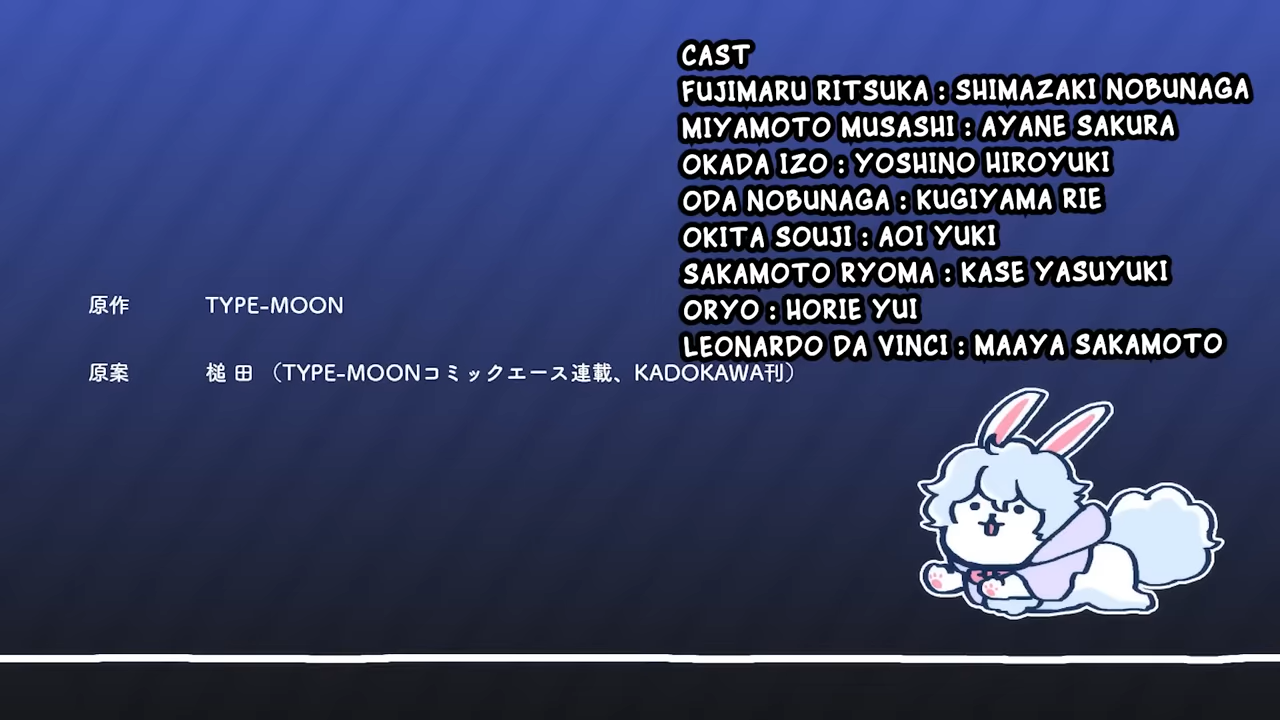 CAST
FUJIMARU RITSUKA : SHIMAZAKI NOBUNAGA
MIYAMOTO MUSASHI : AYANE SAKURA
OKADA IZO : YOSHINO HIROYUKI
ODA NOBUNAGA : KUGIYAMA RIE
OKITA SOUJI : AOI YUKI
SAKAMOTO RYOMA : KASE YASUYUKI
ORYO : HORIE YUI
LEONARDO DA VINCI : MAAYA SAKAMOTO
原作 TYPE-MOON
原案 槌田（TYPE-MOONコミックエース連載、KADOKAWA刊）